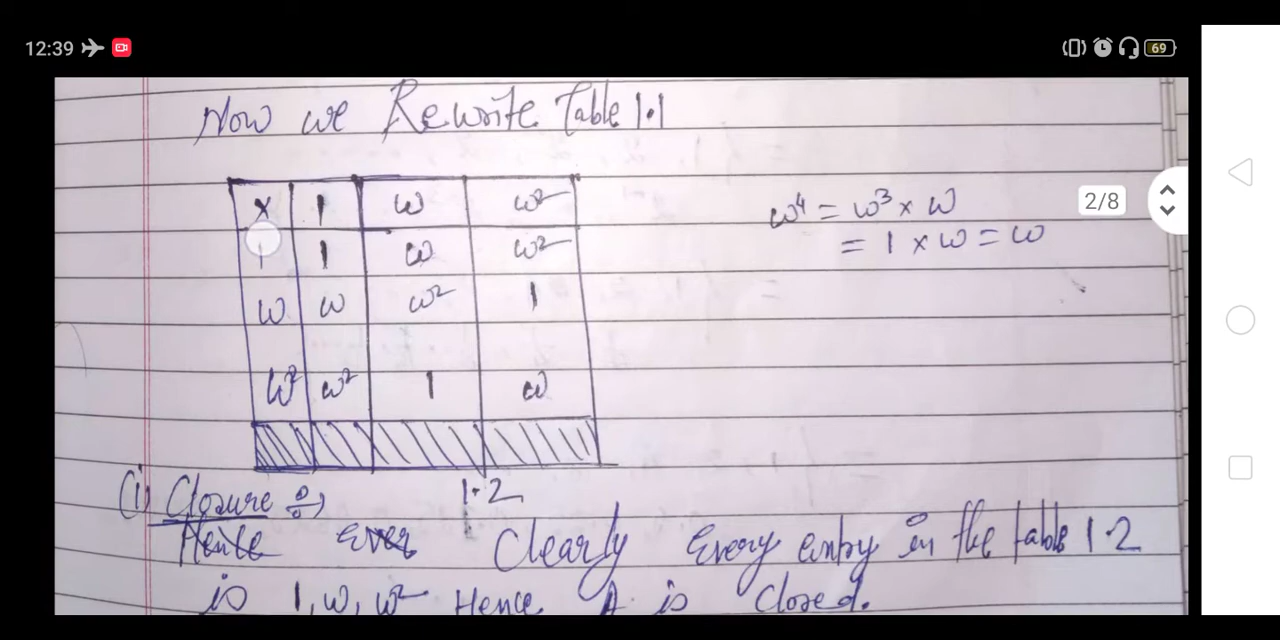 12:39
69
Now we Rewrite Table 1.1
× 1 ω ω²
1 1 ω ω²
ω ω ω² 1
ω² ω² 1 ω
ω⁴ = ω³ × ω
= 1 × ω = ω
2/8
1.2
(i) Closure :,
Hence Ever Clearly Every entry in the table 1.2
is 1, ω, ω² Hence A is Closed.